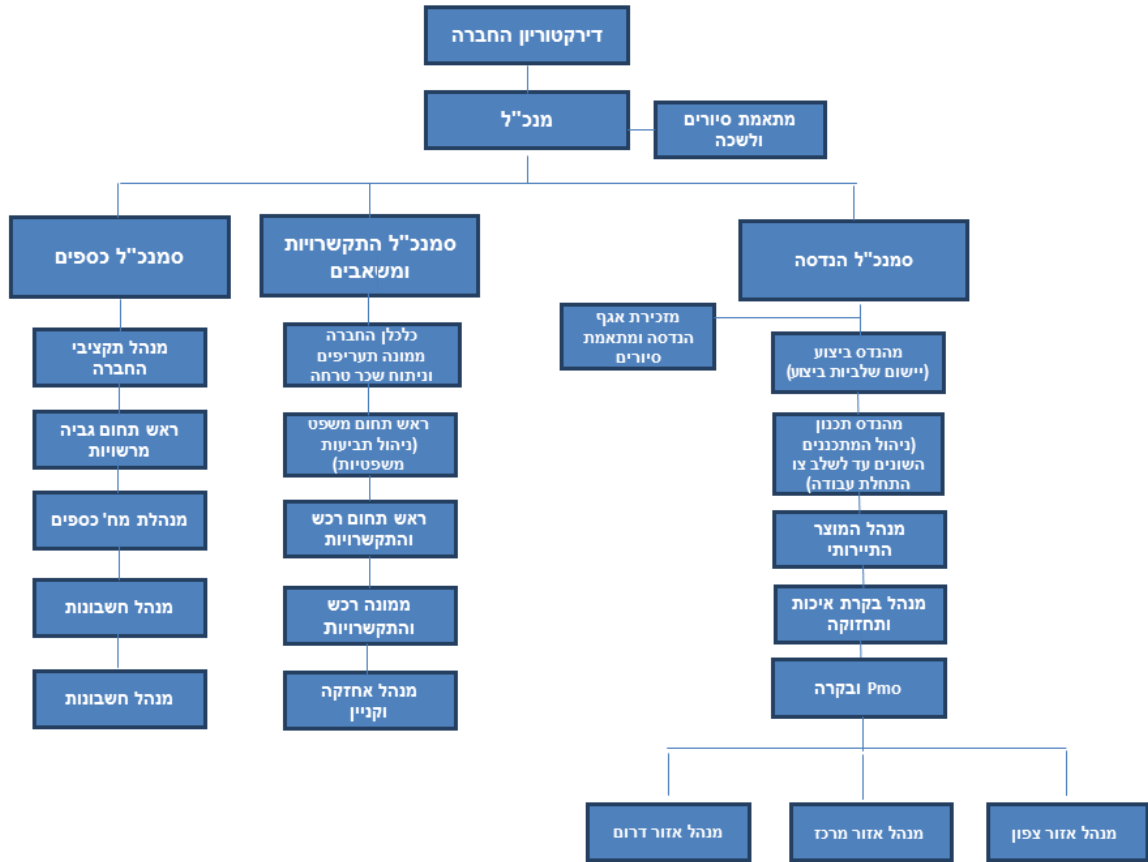 דירקטוריון החברה
מנכ"ל
מתאמת סיורים
ולשכה
סמנכ"ל הנדסה
סמנכ"ל התקשרויות
ומשאבים
סמנכ"ל כספים
מזכירת אגף
הנדסה ומתאמת
סיורים
מהנדס ביצוע
(יישום שלביות ביצוע)
מהנדס תכנון
(ניהול המתכננים
השונים עד לשלב צו
התחלת עבודה)
מנהל המוצר
התיירותי
מנהל בקרת איכות
ותחזוקה
Pmo ובקרה
מנהל אזור צפון
מנהל אזור מרכז
מנהל אזור דרום
כלכלן החברה
ממונה תעריפים
וניתוח שכר טרחה
ראש תחום משפט
(ניהול תביעות
משפטיות)
ראש תחום רכש
והתקשרויות
ממונה רכש
והתקשרויות
מנהל אחזקה
וקניין
מנהל תקציבי
החברה
ראש תחום גביה
מרשויות
מנהלת מח' כספים
מנהל חשבונות
מנהל חשבונות